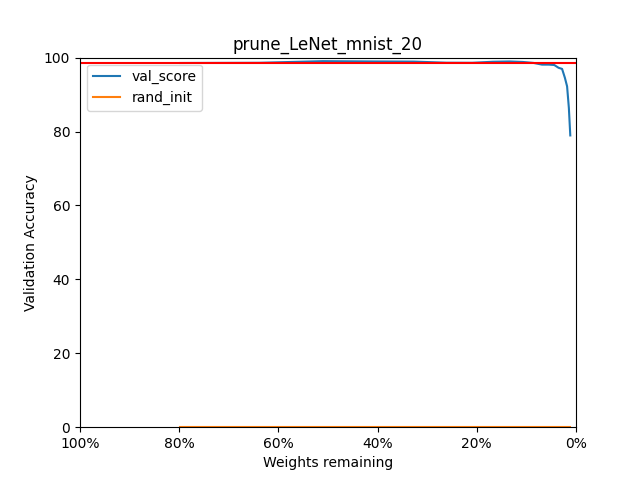 prune_LeNet_mnist_20
100
80
60
40
20
0
Validation Accuracy
val_score
rand_init
100% 80% 60% 40% 20% 0%
Weights remaining